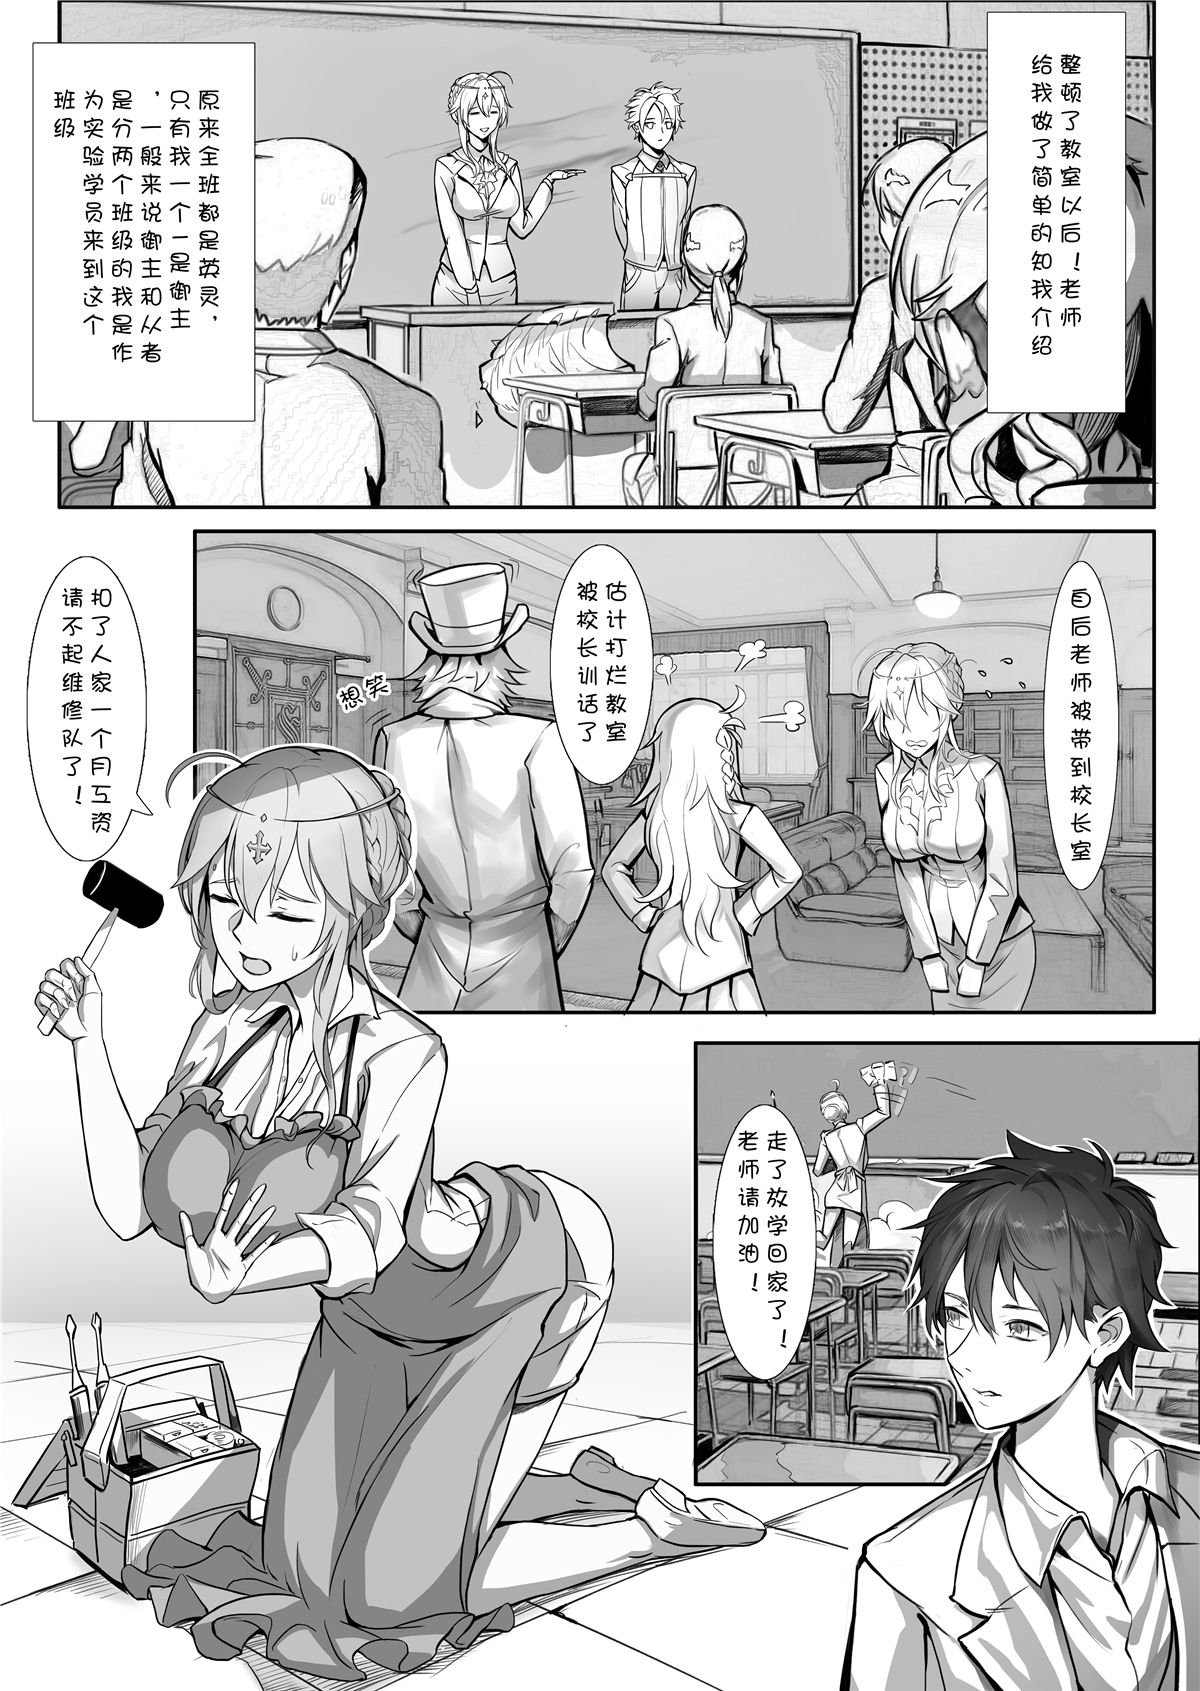 整顿了教室以后！老师
给我做了简单的知我介绍
原来全班都是英灵，
只有我一个一是御主
，一般来说御主和从者
是分两个班级的我是作
为实验学员来到这个
班级
自后老师被带到校长室
估计打烂教室
被校长训话了
想笑
扣了人家一个月工资
请不起维修队了！
走了放学回家了！
老师请加油！